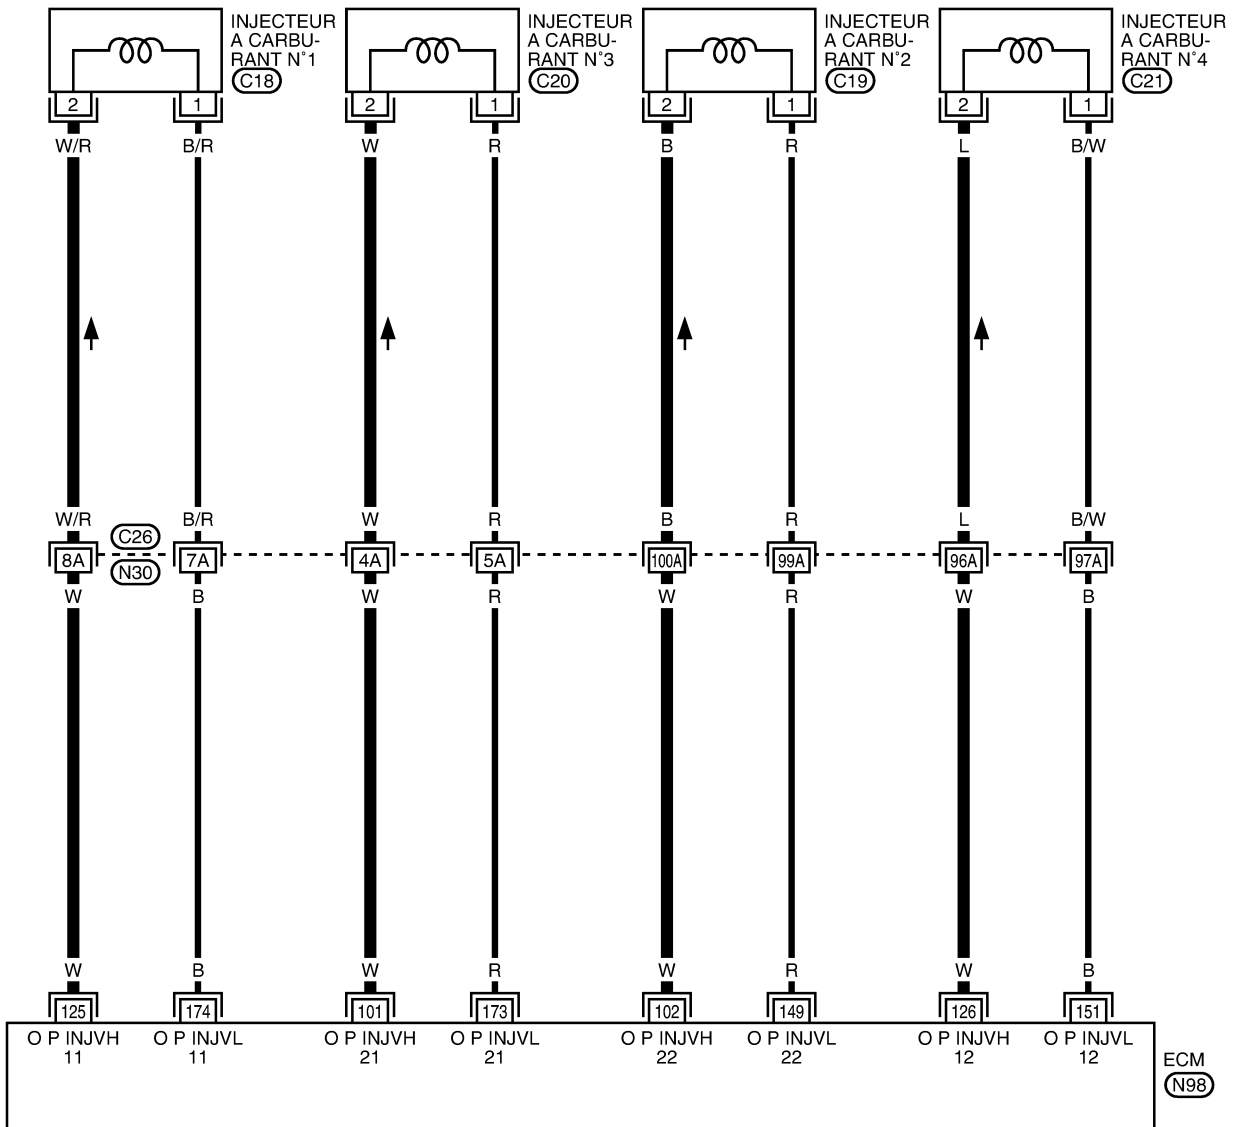 INJECTEUR
A CARBU-
RANT N°1
C18
INJECTEUR
A CARBU-
RANT N°3
C20
INJECTEUR
A CARBU-
RANT N°2
C19
INJECTEUR
A CARBU-
RANT N°4
C21
2 1 2 1 2 1 2 1
W/R B/R W R B R L B/W
W/R B/R W R B R L B/W
C26
8A 7A 4A 5A 100A 99A 96A 97A
N30
W B W R W R W B
W B W R W R W B
125 174 101 173 102 149 126 151
O P INJVH O P INJVL O P INJVH O P INJVL O P INJVH O P INJVL O P INJVH O P INJVL
11 11 21 21 22 22 12 12
ECM
N98